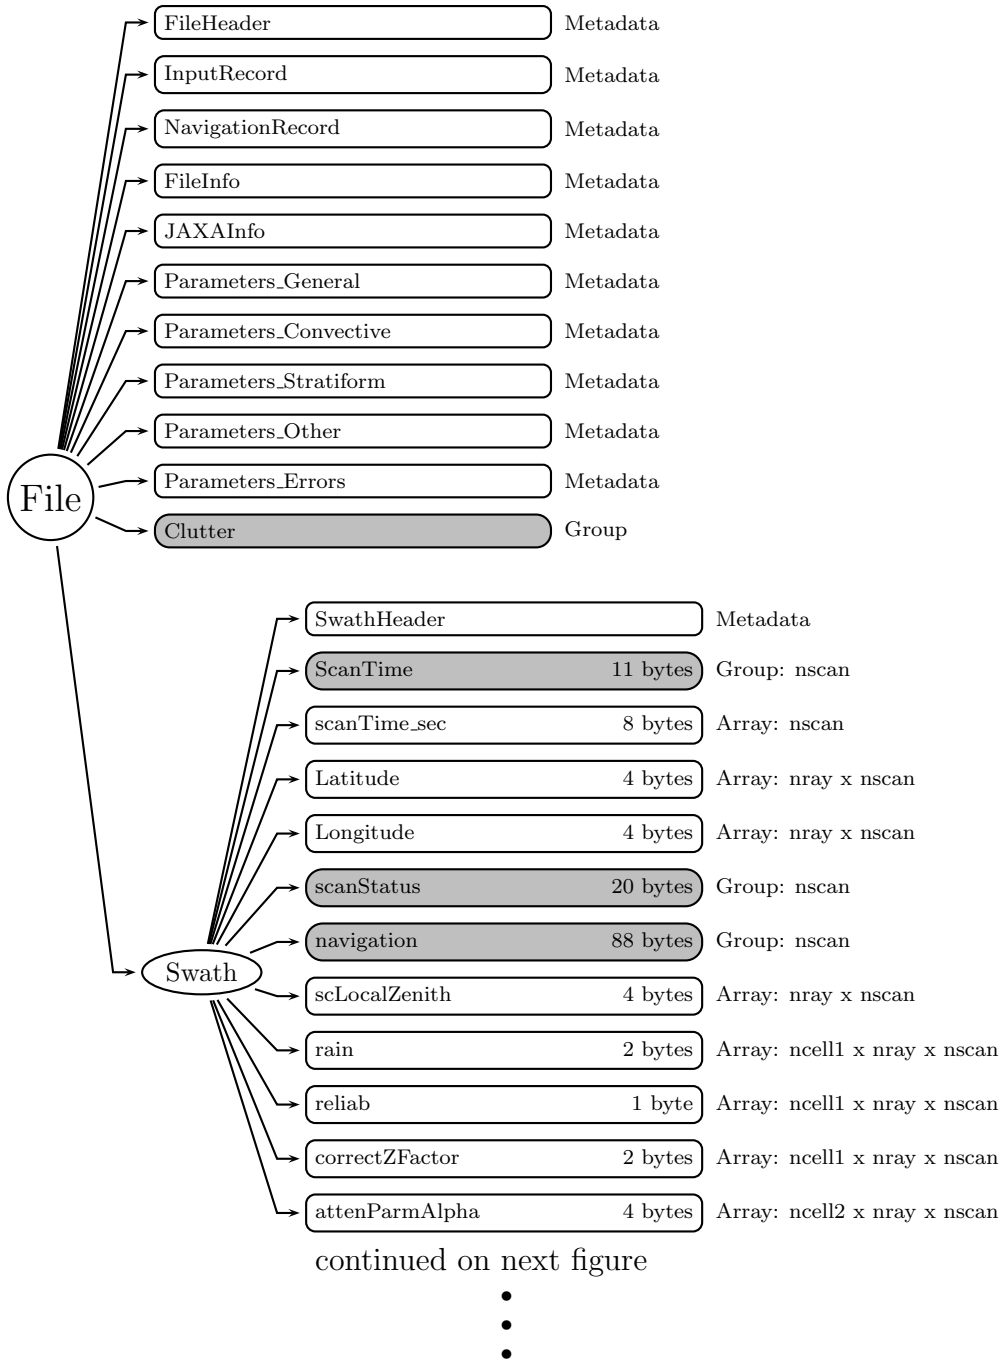 FileHeader Metadata
InputRecord Metadata
NavigationRecord Metadata
FileInfo Metadata
JAXAInfo Metadata
Parameters_General Metadata
Parameters_Convective Metadata
Parameters_Stratiform Metadata
Parameters_Other Metadata
Parameters_Errors Metadata
File
Clutter Group
SwathHeader Metadata
ScanTime 11 bytes Group: nscan
scanTime_sec 8 bytes Array: nscan
Latitude 4 bytes Array: nray x nscan
Longitude 4 bytes Array: nray x nscan
scanStatus 20 bytes Group: nscan
navigation 88 bytes Group: nscan
Swath
scLocalZenith 4 bytes Array: nray x nscan
rain 2 bytes Array: ncell1 x nray x nscan
reliab 1 byte Array: ncell1 x nray x nscan
correctZFactor 2 bytes Array: ncell1 x nray x nscan
attenParmAlpha 4 bytes Array: ncell2 x nray x nscan
continued on next figure